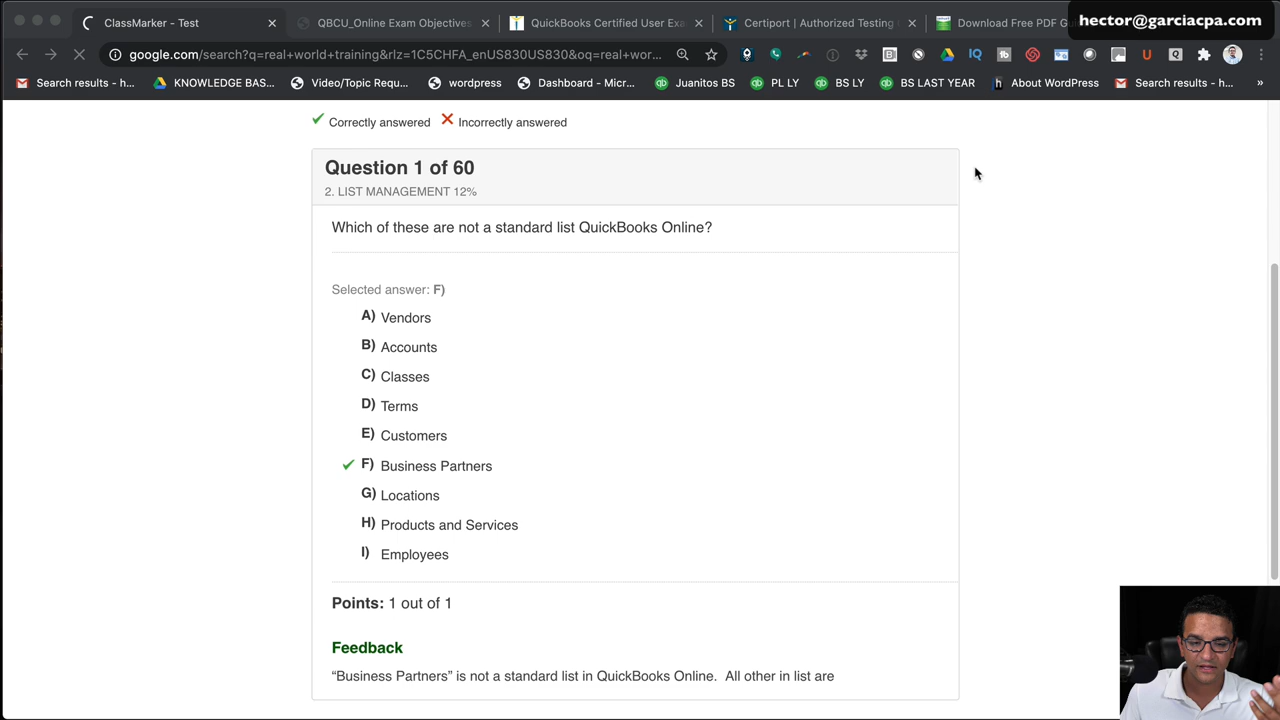 ClassMarker - Test
QBCU_Online Exam Objectives
QuickBooks Certified User Exa
Certiport | Authorized Testing
Download Free PDF Gu
hector@garciacpa.com
google.com/search?q=real+world+training&rlz=1C5CHFA_enUS830US830&oq=real+wor...
Search results - h...
KNOWLEDGE BAS...
Video/Topic Requ...
wordpress
Dashboard - Micr...
Juanitos BS
PL LY
BS LY
BS LAST YEAR
About WordPress
Search results - h...
»
Correctly answered
Incorrectly answered
Question 1 of 60
2. LIST MANAGEMENT 12%
Which of these are not a standard list QuickBooks Online?
Selected answer: F)
A) Vendors
B) Accounts
C) Classes
D) Terms
E) Customers
F) Business Partners
G) Locations
H) Products and Services
I) Employees
Points: 1 out of 1
Feedback
“Business Partners” is not a standard list in QuickBooks Online. All other in list are